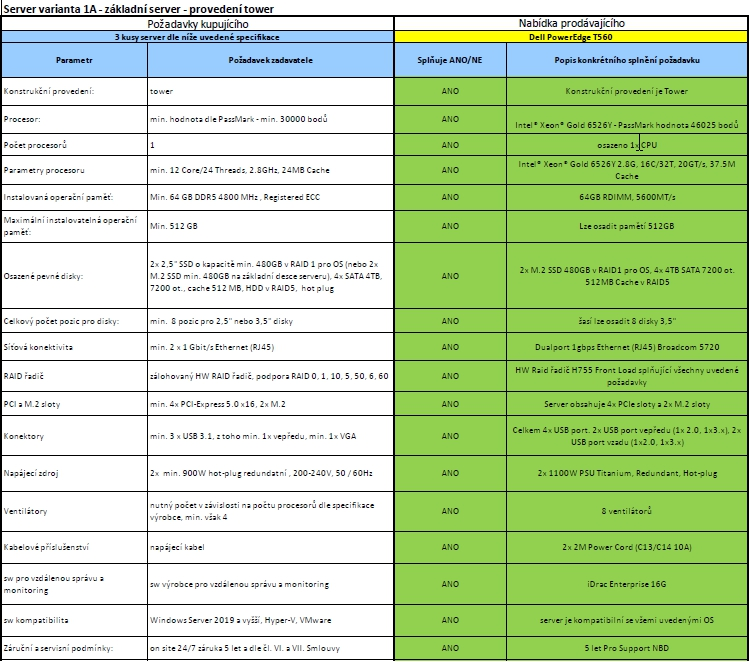 Server varianta 1A - základní server - provedení tower
Požadavky kupujícího
Nabídka prodávajícího
3 kusy server dle níže uvedené specifikace
Dell PowerEdge T560
Parametr
Požadavek zadavatele
Splňuje ANO/NE
Popis konkrétního splnění požadavku
Konstrukční provedení:
tower
ANO
Konstrukční provedení je Tower
Procesor:
min. hodnota dle PassMark - min. 30000 bodů
ANO
Intel® Xeon® Gold 6526Y - PassMark hodnota 46025 bodů
Počet procesorů
1
ANO
osazeno 1x CPU
Parametry procesoru
min. 12 Core/24 Threads, 2.8GHz, 24MB Cache
ANO
Intel® Xeon® Gold 6526Y 2.8G, 16C/32T, 20GT/s, 37.5M
Cache
Instalovaná operační paměť:
Min. 64 GB DDR5 4800 MHz , Registered ECC
ANO
64GB RDIMM, 5600MT/s
Maximální instalovatelná operační
paměť:
Min. 512 GB
ANO
Lze osadit pamětí 512GB
Osazené pevné disky:
2x 2,5" SSD o kapacitě min. 480GB v RAID 1 pro OS (nebo 2x
M.2 SSD min. 480GB na základní desce serveru), 4x SATA 4TB,
7200 ot., cache 512 MB, HDD v RAID5, hot plug
ANO
2x M.2 SSD 480GB v RAID1 pro OS, 4x 4TB SATA 7200 ot.
512MB Cache v RAID5
Celkový počet pozic pro disky:
min. 8 pozic pro 2,5" nebo 3,5" disky
ANO
šasí lze osadit 8 disky 3,5"
Síťová konektivita
min. 2 x 1 Gbit/s Ethernet (RJ45)
ANO
Dualport 1gbps Ethernet (RJ45) Broadcom 5720
RAID řadič
zálohovaný HW RAID řadič, podpora RAID 0, 1, 10, 5, 50, 6, 60
ANO
HW Raid řadič H755 Front Load splňující všechny uvedené
požadavky
PCI a M.2 sloty
min. 4x PCI-Express 5.0 x16, 2x M.2
ANO
Server obsahuje 4x PCIe sloty a 2x M.2 sloty
Konektory
min. 3 x USB 3.1, z toho min. 1x vepředu, min. 1x VGA
ANO
Celkem 4x USB port. 2x USB port vepředu (1x 2.0, 1x3.x), 2x
USB port vzadu (1x2.0, 1x3.x)
Napájecí zdroj
2x min. 900W hot-plug redundatní , 200-240V, 50 / 60Hz
ANO
2x 1100W PSU Titanium, Redundant, Hot-plug
Ventilátory
nutný počet v závislosti na počtu procesorů dle specifikace
výrobce, min. však 4
ANO
8 ventilátorů
Kabelové příslušenství
napájecí kabel
ANO
2x 2M Power Cord (C13/C14 10A)
sw pro vzdálenou správu a
monitoring
sw výrobce pro vzdálenou správu a monitoring
ANO
iDrac Enterprise 16G
sw kompatibilta
Windows Server 2019 a vyšší, Hyper-V, VMware
ANO
server je kompatibilní se všemi uvedenými OS
Záruční a servisní podmínky:
on site 24/7 záruka 5 let a dle čl. VI. a VII. Smlouvy
ANO
5 let Pro Support NBD